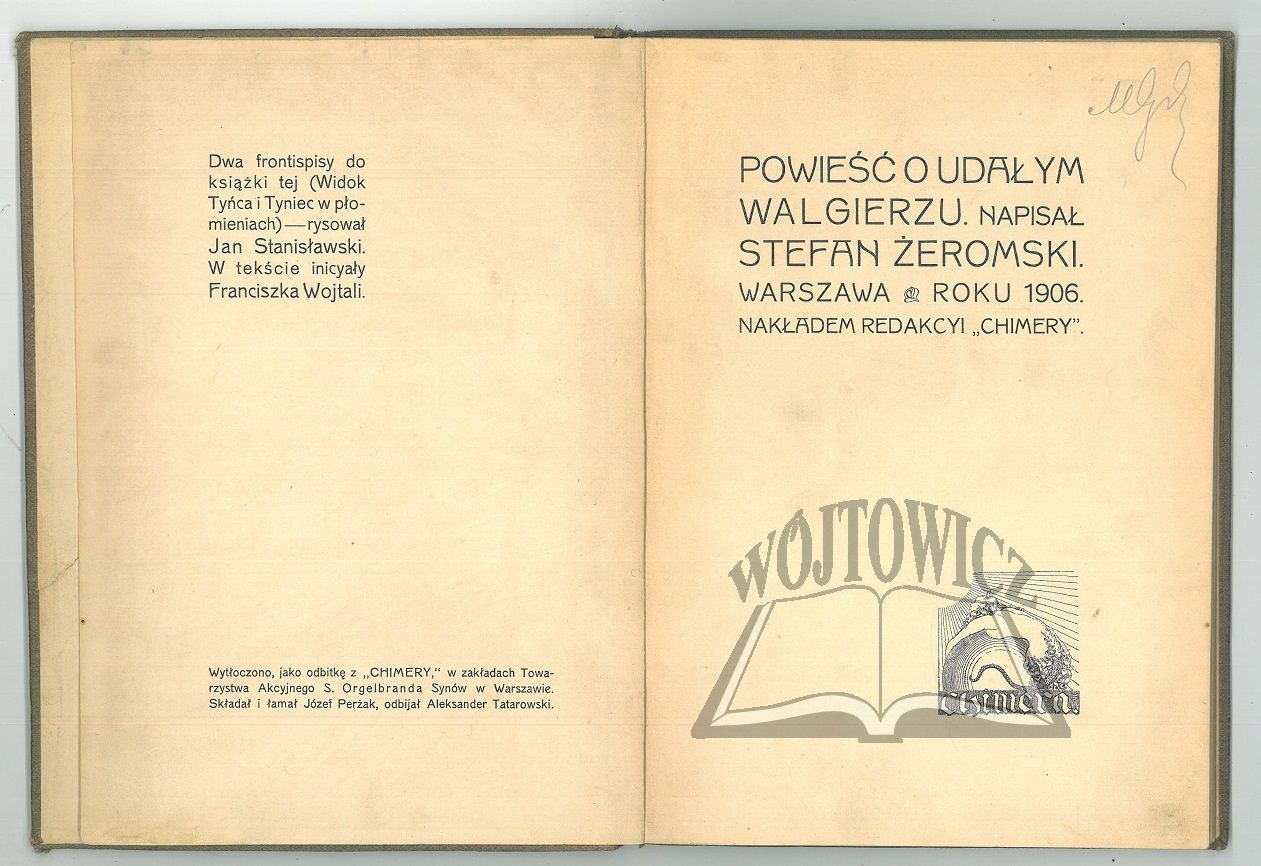 Dwa frontispisy do
książki tej (Widok
Tyńca i Tyniec w pło-
mieniach)—rysował
Jan Stanisławski.
W tekście inicyały
Franciszka Wojtali.
Wytłoczono, jako odbitkę z „CHIMERY,“ w zakładach Towa-
rzystwa Akcyjnego S. Orgelbranda Synów w Warszawie.
Składał i łamał Józef Perżak, odbijał Aleksander Tatarowski.
POWIEŚĆ O UDAŁYM
WALGIERZU. NAPISAŁ
STEFAN ŻEROMSKI.
WARSZAWA ROKU 1906.
NAKŁADEM REDAKCYI „CHIMERY”.
WÓJTOWICZ
chimera